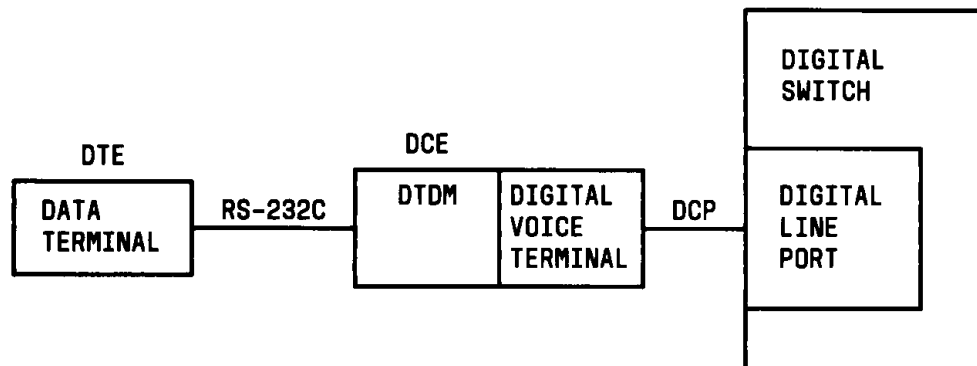 DIGITAL
SWITCH
DTE
DCE
DATA
TERMINAL
RS-232C
DTDM
DIGITAL
VOICE
TERMINAL
DCP
DIGITAL
LINE
PORT